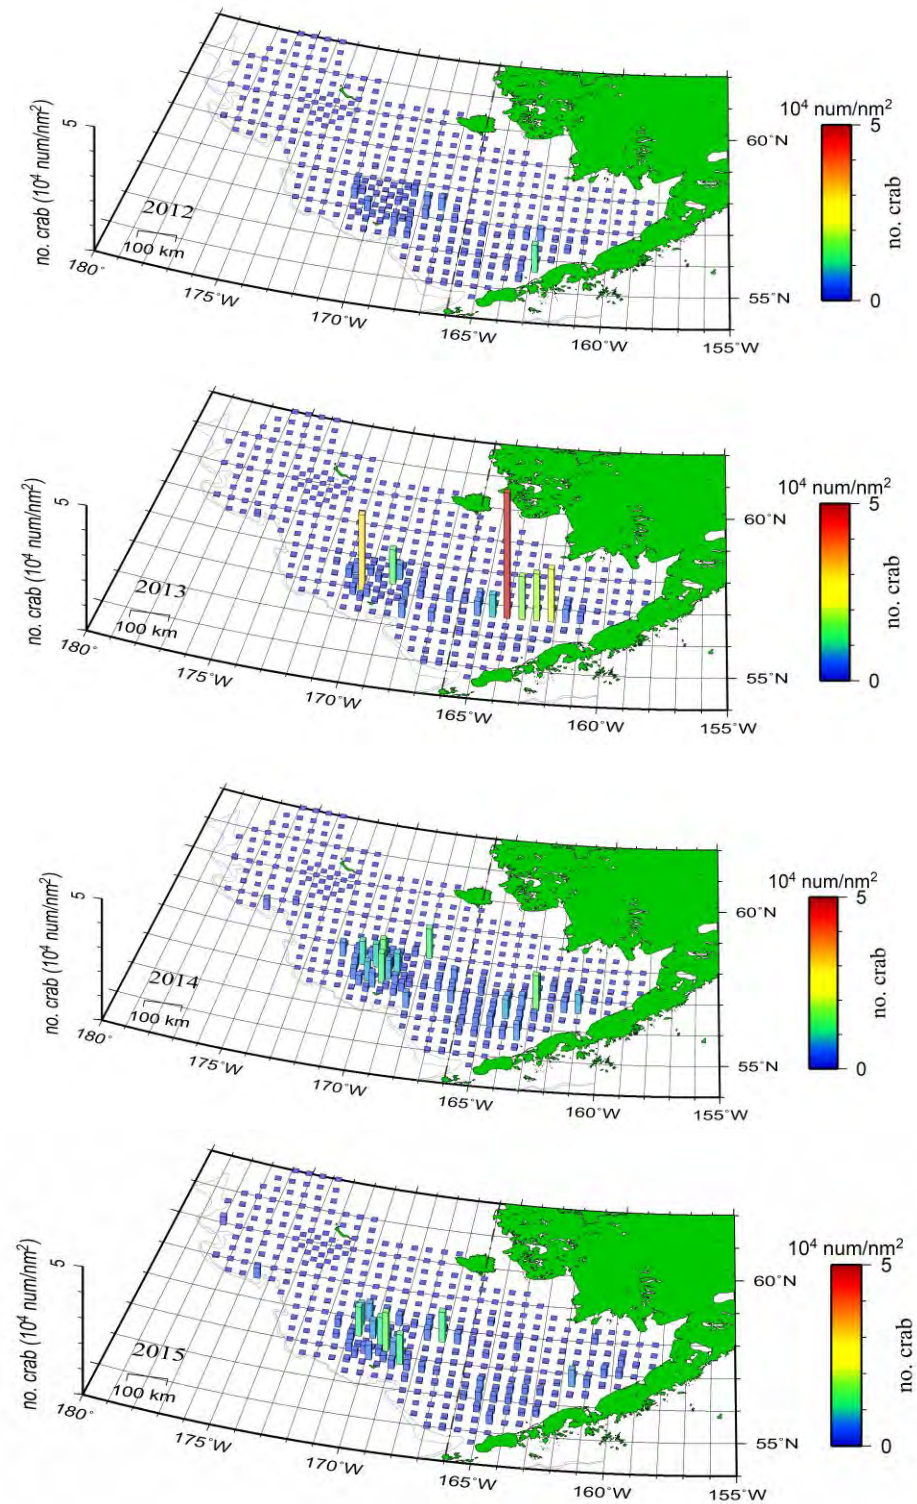 10⁴ num/nm²
5
60˚N
no. crab (10⁴ num/nm²)
5
no. crab
2012
100 km
0
180˚
175˚W
170˚W
165˚W
160˚W
155˚W
55˚N
10⁴ num/nm²
5
60˚N
no. crab (10⁴ num/nm²)
5
no. crab
2013
100 km
0
180˚
175˚W
170˚W
165˚W
160˚W
155˚W
55˚N
10⁴ num/nm²
5
60˚N
no. crab (10⁴ num/nm²)
5
no. crab
2014
100 km
0
180˚
175˚W
170˚W
165˚W
160˚W
155˚W
55˚N
10⁴ num/nm²
5
60˚N
no. crab (10⁴ num/nm²)
5
no. crab
2015
100 km
0
180˚
175˚W
170˚W
165˚W
160˚W
155˚W
55˚N